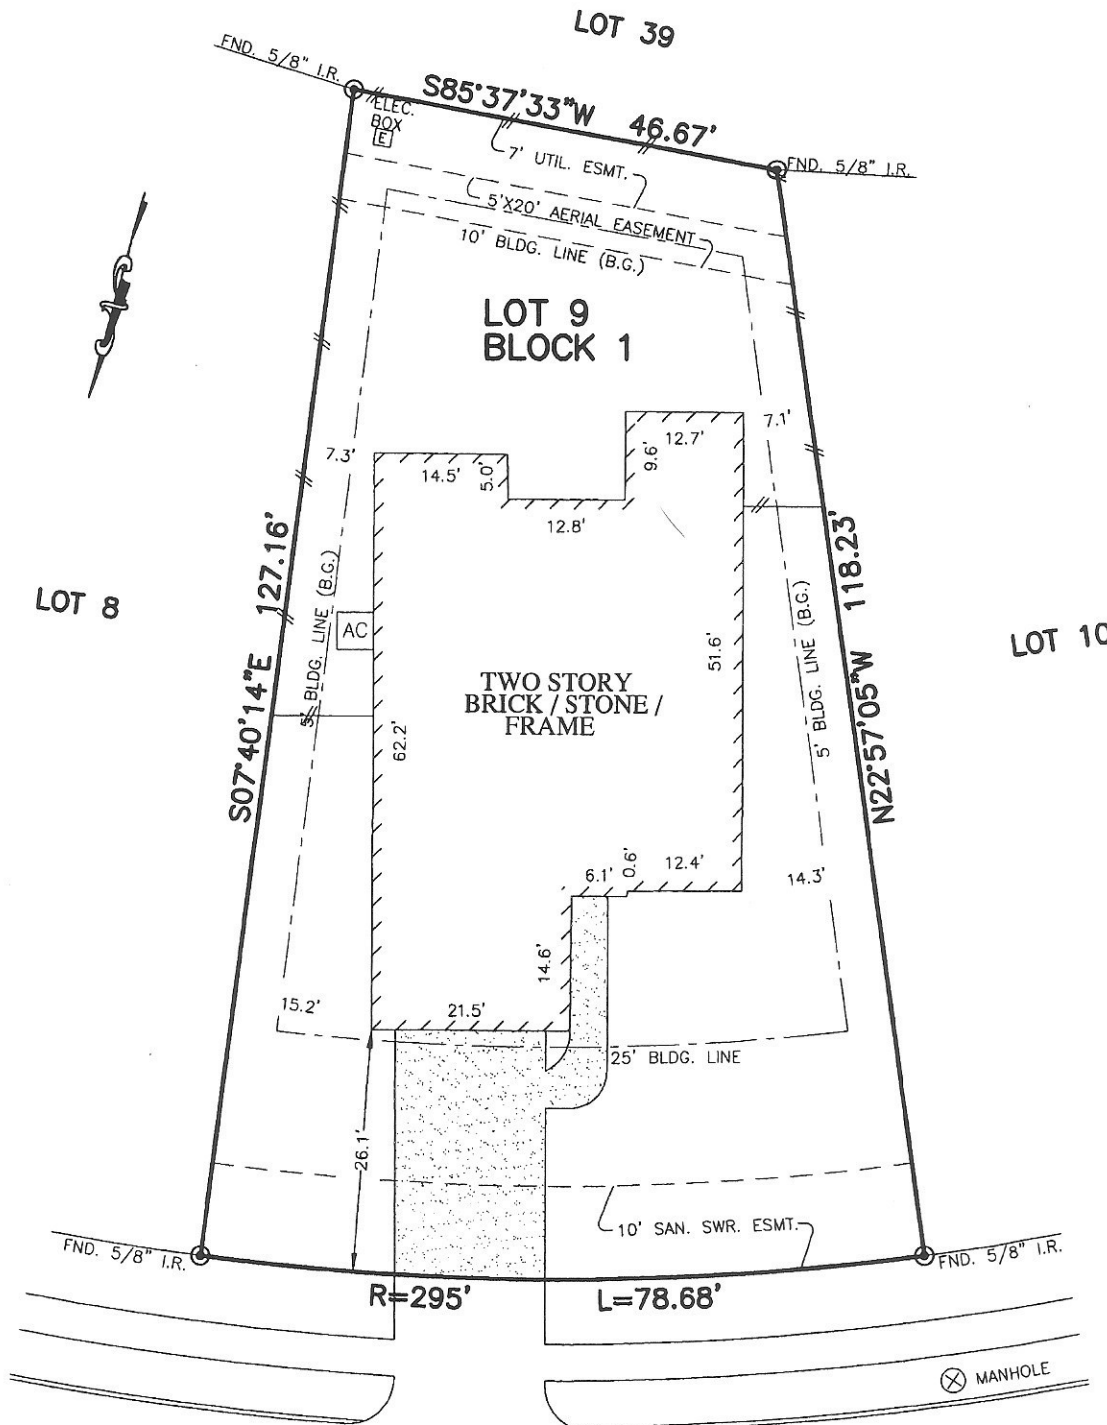 LOT 39
FND. 5/8" I.R.
S85°37'33"W 46.67'
ELEC.
BOX
E
7' UTIL. ESMT.
FND. 5/8" I.R.
5'X20' AERIAL EASEMENT
10' BLDG. LINE (B.G.)
LOT 9
BLOCK 1
7.3'
14.5'
5.0'
12.8'
9.6'
12.7'
7.1'
S07°40'14"E 127.16'
5' BLDG. LINE (B.G.)
LOT 8
AC
62.2'
TWO STORY
BRICK / STONE /
FRAME
51.6'
5' BLDG. LINE (B.G.)
N22°57'05"W 118.23'
LOT 10
6.1'
0.6'
12.4'
14.3'
14.6'
15.2'
21.5'
25' BLDG. LINE
26.1'
10' SAN. SWR. ESMT.
FND. 5/8" I.R.
FND. 5/8" I.R.
R=295' L=78.68'
MANHOLE